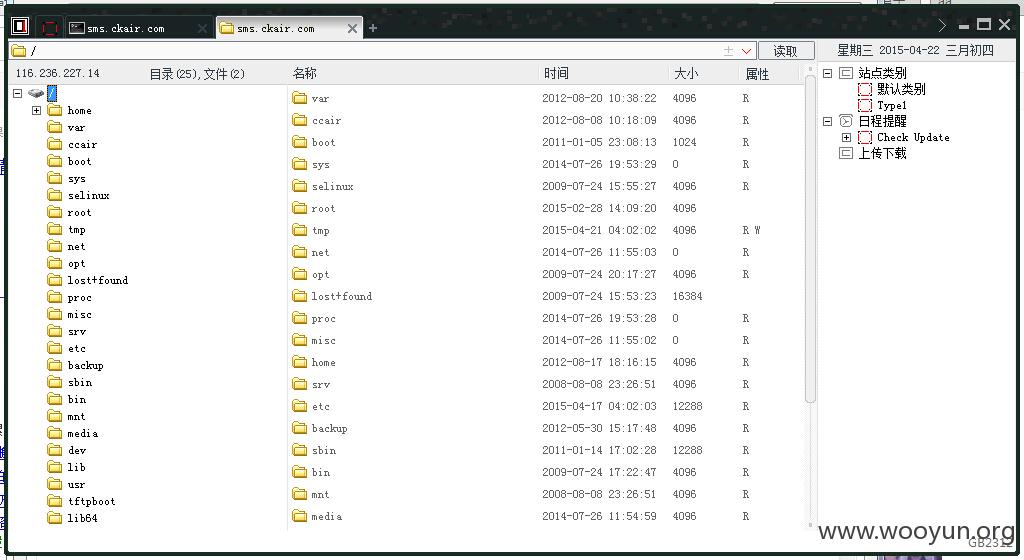 sms.ckair.com sms.ckair.com
/ 读取 星期三 2015-04-22 三月初四
116.236.227.14 目录(25),文件(2) 名称 时间 大小 属性
/
home
var
ccair
boot
sys
selinux
root
tmp
net
opt
lost+found
proc
misc
srv
etc
backup
sbin
bin
mnt
media
dev
lib
usr
tftpboot
lib64
var 2012-08-20 10:38:22 4096 R
ccair 2012-08-08 10:18:09 4096 R
boot 2011-01-05 23:08:13 1024 R
sys 2014-07-26 19:53:29 0 R
selinux 2009-07-24 15:55:27 4096 R
root 2015-02-28 14:09:20 4096
tmp 2015-04-21 04:02:02 4096 R W
net 2014-07-26 11:55:03 0 R
opt 2009-07-24 20:17:27 4096 R
lost+found 2009-07-24 15:53:23 16384
proc 2014-07-26 19:53:28 0 R
misc 2014-07-26 11:55:02 0 R
home 2012-08-17 18:16:15 4096 R
srv 2008-08-08 23:26:51 4096 R
etc 2015-04-17 04:02:03 12288 R
backup 2012-05-30 15:17:48 4096 R
sbin 2011-01-14 17:02:28 12288 R
bin 2009-07-24 17:22:47 4096 R
mnt 2008-08-08 23:26:51 4096 R
media 2014-07-26 11:54:59 4096 R
站点类别
默认类别
Type1
日程提醒
Check Update
上传下载
www.wooyun.org
GB2312